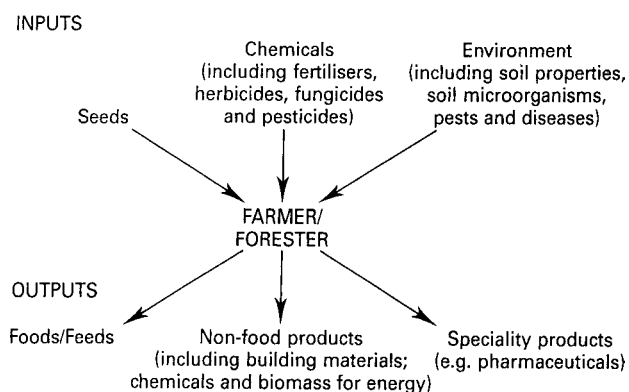 INPUTS
Chemicals
(including fertilisers,
herbicides, fungicides
and pesticides)
Environment
(including soil properties,
soil microorganisms,
pests and diseases)
Seeds
FARMER/
FORESTER
OUTPUTS
Foods/Feeds
Non-food products
(including building materials;
chemicals and biomass for energy)
Speciality products
(e.g. pharmaceuticals)